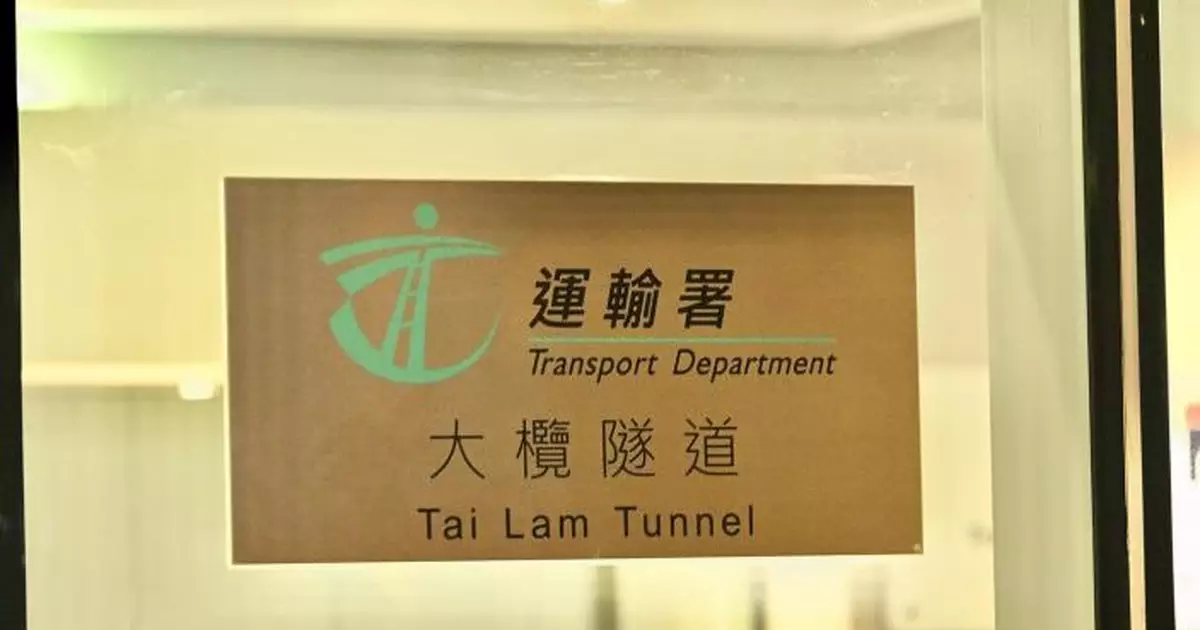 運輸署
Transport Department
大欖隧道
Tai Lam Tunnel